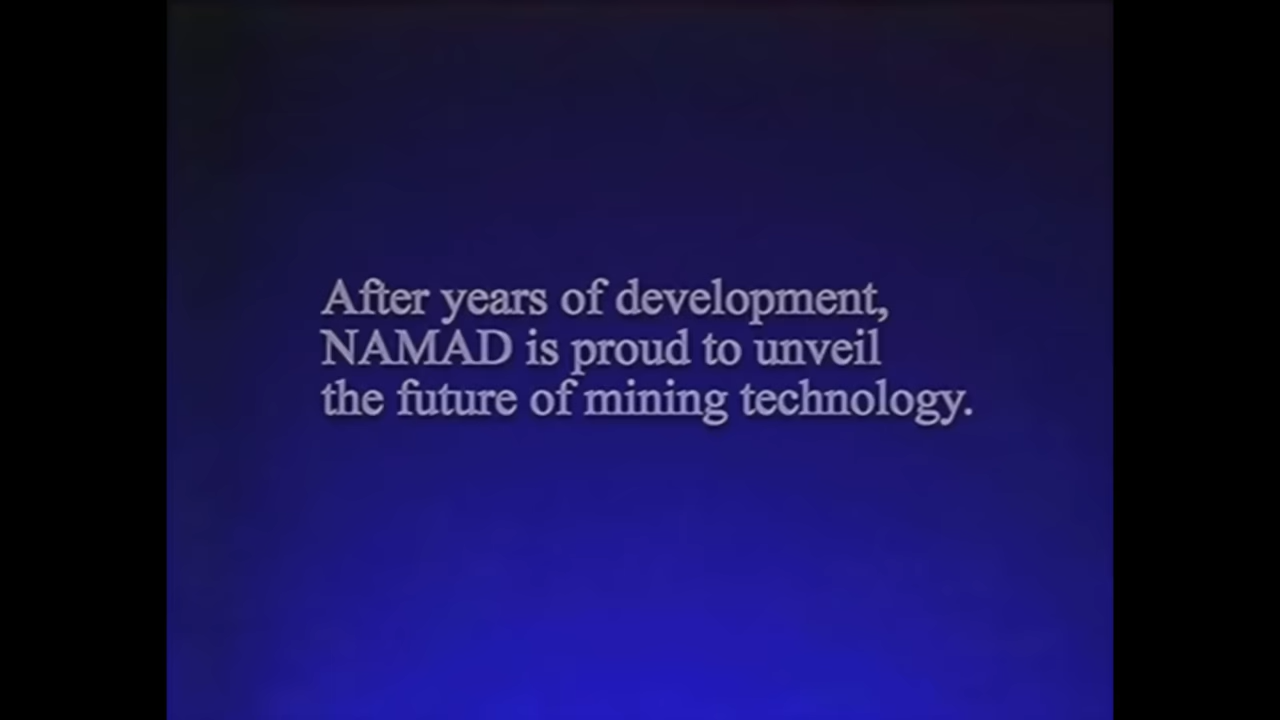 After years of development,
NAMAD is proud to unveil
the future of mining technology.